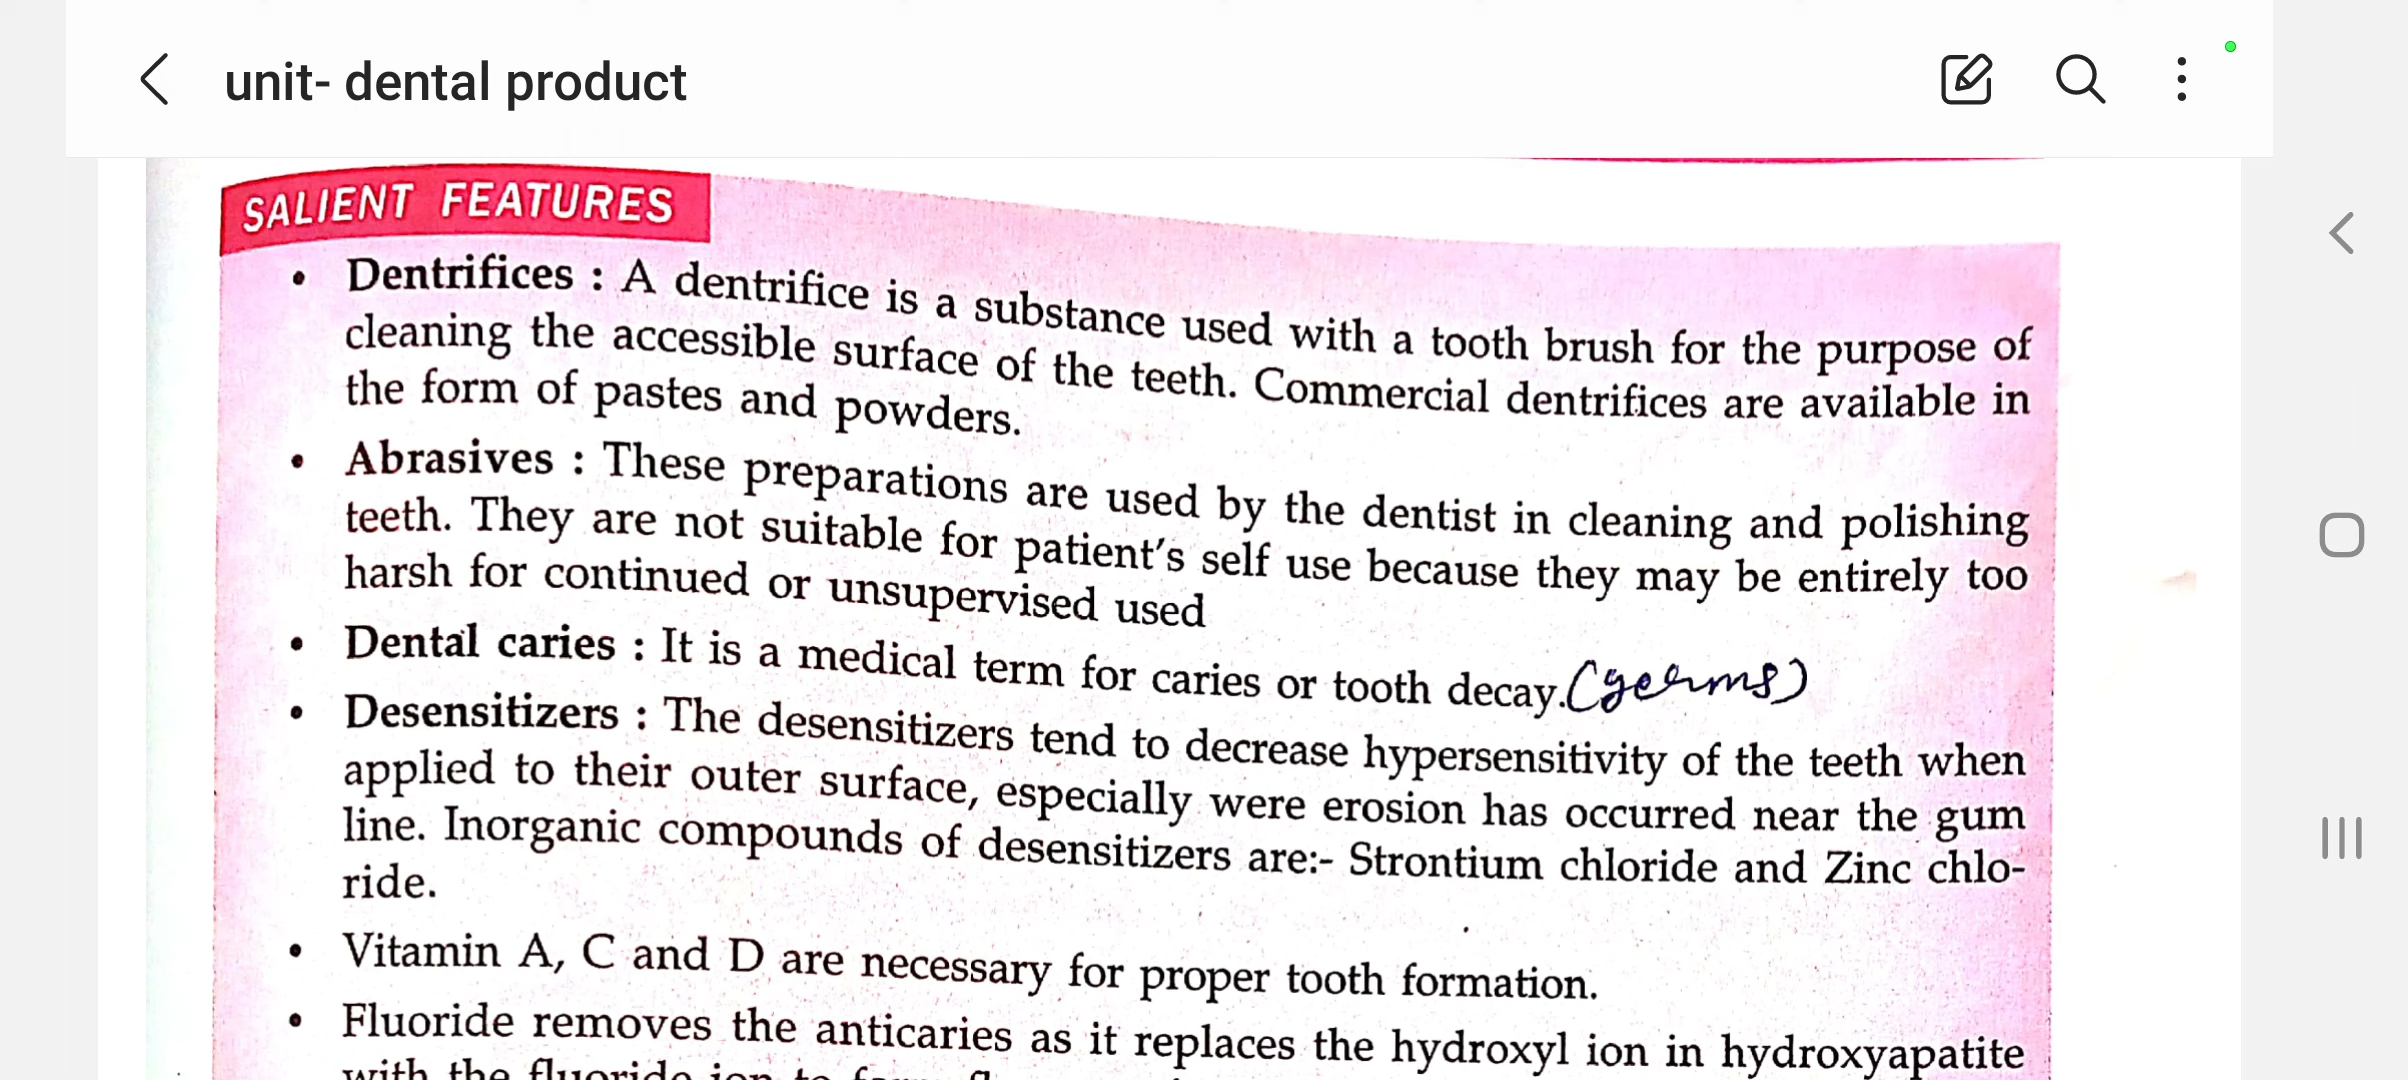 unit- dental product
SALIENT FEATURES
• Dentrifices : A dentrifice is a substance used with a tooth brush for the purpose of
cleaning the accessible surface of the teeth. Commercial dentrifices are available in
the form of pastes and powders.
• Abrasives : These preparations are used by the dentist in cleaning and polishing
teeth. They are not suitable for patient's self use because they may be entirely too
harsh for continued or unsupervised used
• Dental caries : It is a medical term for caries or tooth decay. (germs)
• Desensitizers : The desensitizers tend to decrease hypersensitivity of the teeth when
applied to their outer surface, especially were erosion has occurred near the gum
line. Inorganic compounds of desensitizers are:- Strontium chloride and Zinc chlo-
ride.
• Vitamin A, C and D are necessary for proper tooth formation.
• Fluoride removes the anticaries as it replaces the hydroxyl ion in hydroxyapatite
with the fluoride ion to form